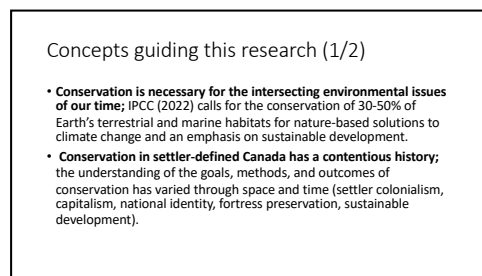 Concepts guiding this research (1/2)
• Conservation is necessary for the intersecting environmental issues
of our time; IPCC (2022) calls for the conservation of 30-50% of
Earth's terrestrial and marine habitats for nature-based solutions to
climate change and an emphasis on sustainable development.
• Conservation in settler-defined Canada has a contentious history;
the understanding of the goals, methods, and outcomes of
conservation has varied through space and time (settler colonialism,
capitalism, national identity, fortress preservation, sustainable
development).